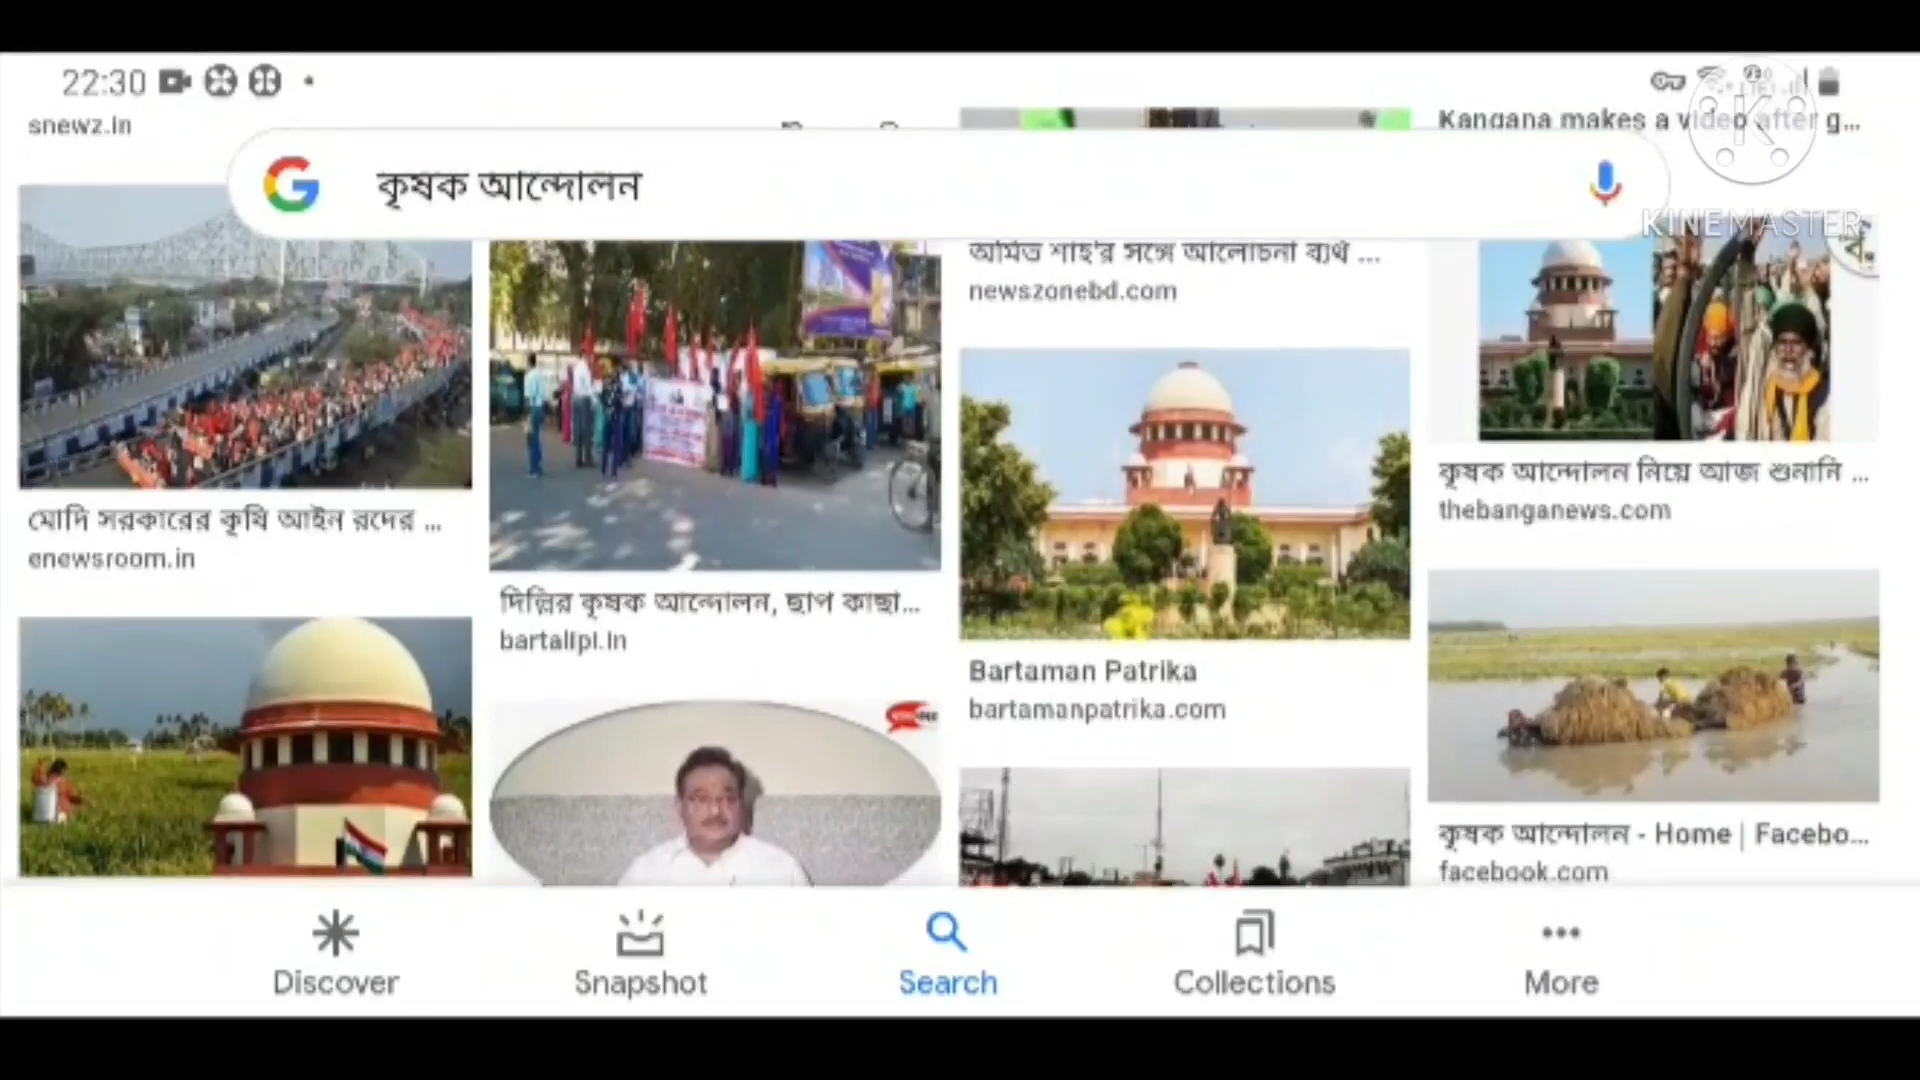 22:30
snewz.in
Kangana makes a video after g...
কৃষক আন্দোলন
KINEMASTER
অমিত শাহ'র সঙ্গে আলোচনা ব্যর্থ ...
newszonebd.com
মোদি সরকারের কৃষি আইন রদের ...
enewsroom.in
দিল্লির কৃষক আন্দোলন, ছাপ কাছা...
bartalipi.in
Bartaman Patrika
bartamanpatrika.com
কৃষক আন্দোলন নিয়ে আজ শুনানি ...
thebanganews.com
কৃষক আন্দোলন - Home | Facebo...
facebook.com
Discover
Snapshot
Search
Collections
More